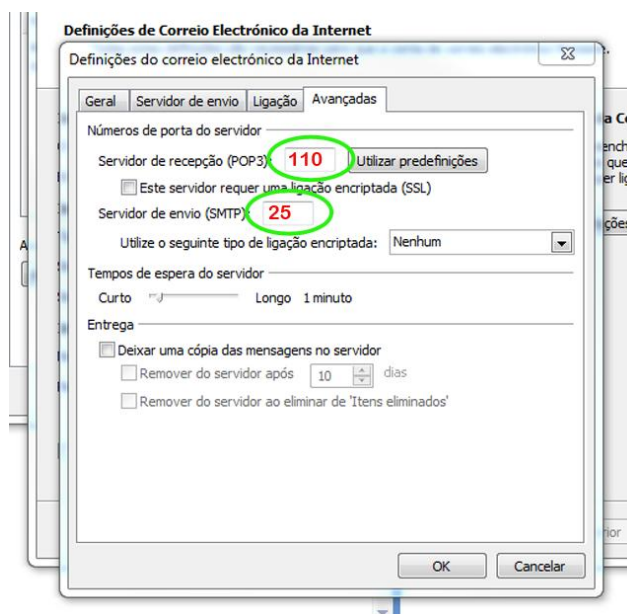 Definições de Correio Electrónico da Internet
Definições do correio electrónico da Internet
Geral Servidor de envio Ligação Avançadas
Números de porta do servidor
Servidor de recepção (POP3): 110 Utilizar predefinições
Este servidor requer uma ligação encriptada (SSL)
Servidor de envio (SMTP): 25
Utilize o seguinte tipo de ligação encriptada: Nenhum
Tempos de espera do servidor
Curto Longo 1 minuto
Entrega
Deixar uma cópia das mensagens no servidor
Remover do servidor após 10 dias
Remover do servidor ao eliminar de 'Itens eliminados'
OK Cancelar